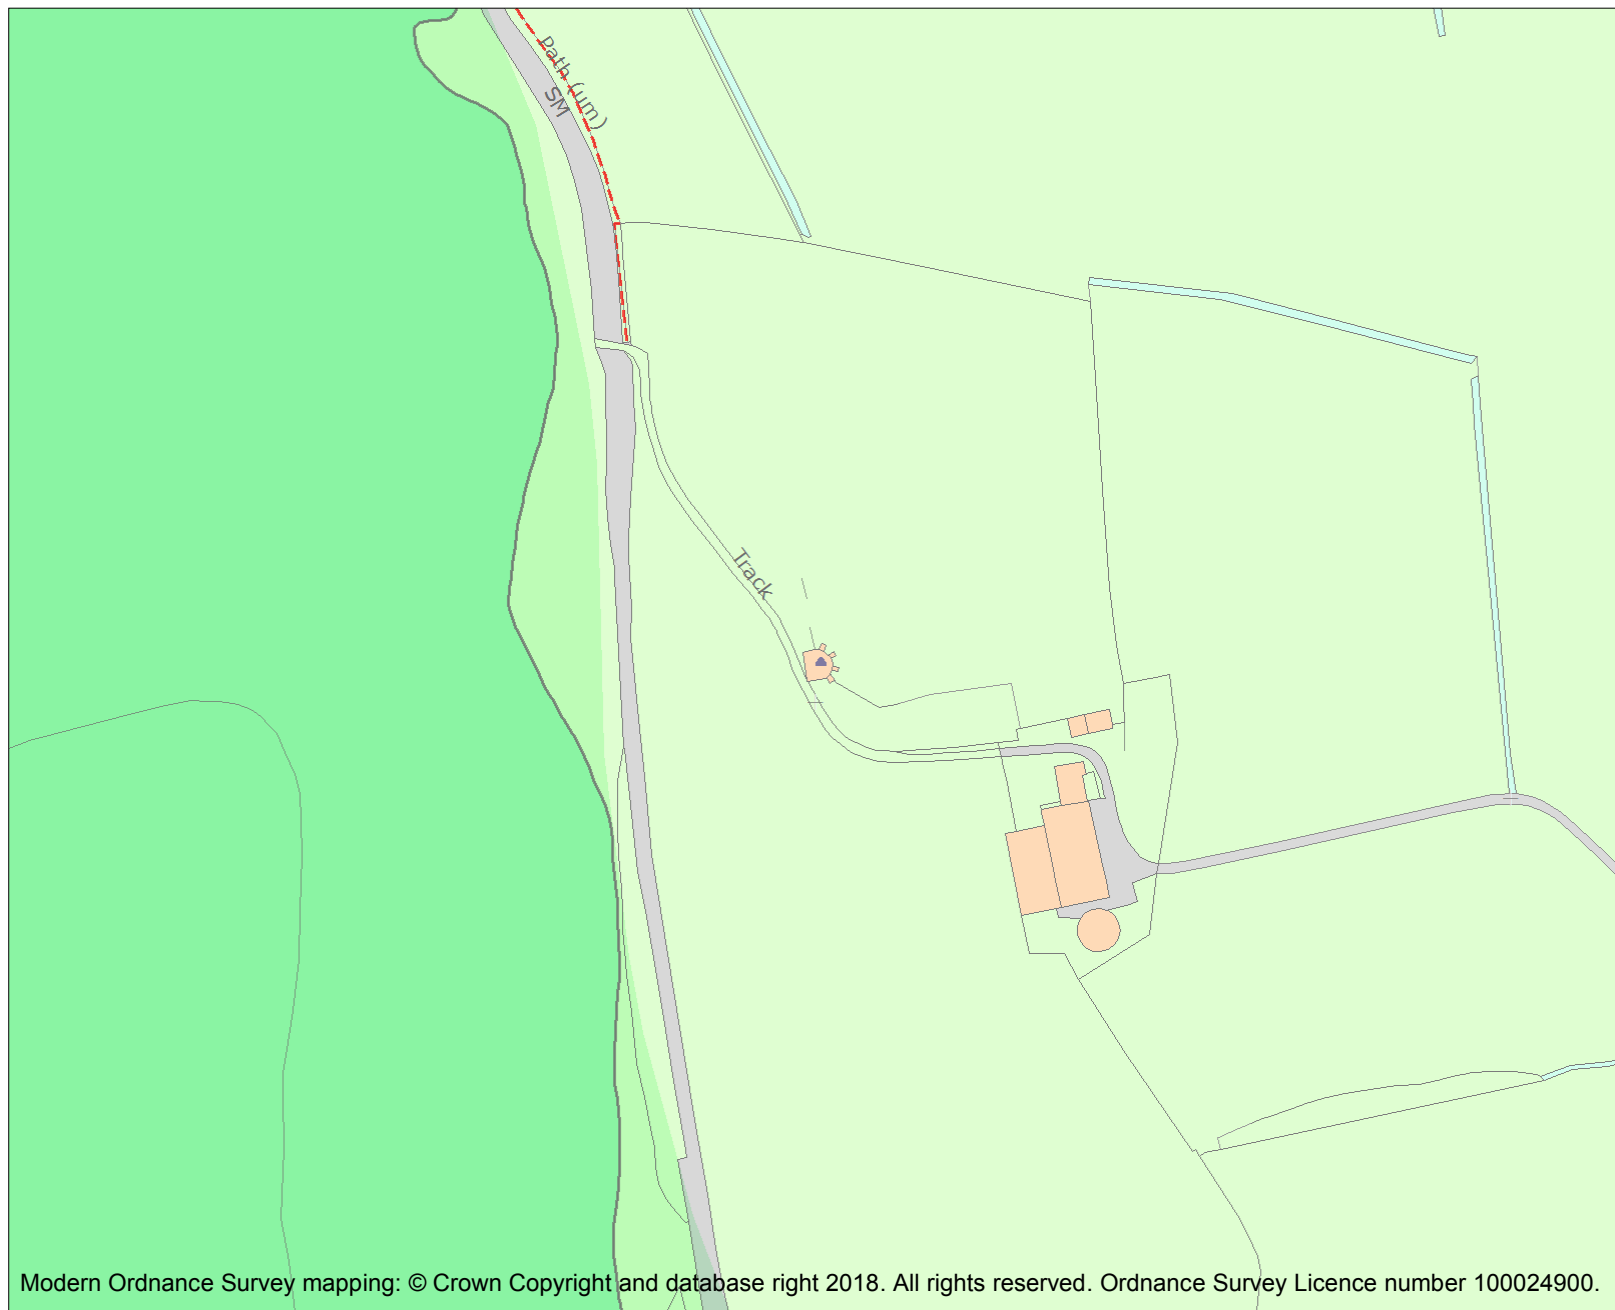 Path (um)
SM
Track
Modern Ordnance Survey mapping: © Crown Copyright and database right 2018. All rights reserved. Ordnance Survey Licence number 100024900.